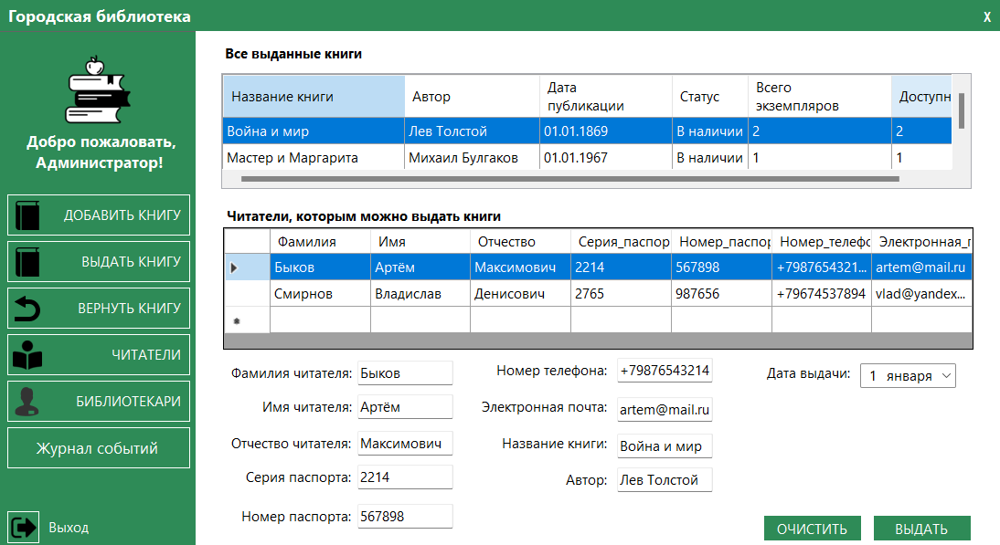 Городская библиотека
X
Добро пожаловать,
Администратор!
ДОБАВИТЬ КНИГУ
ВЫДАТЬ КНИГУ
ВЕРНУТЬ КНИГУ
ЧИТАТЕЛИ
БИБЛИОТЕКАРИ
Журнал событий
Выход
Все выданные книги
Название книги Автор Дата публикации Статус Всего экземпляров Доступн
Война и мир Лев Толстой 01.01.1869 В наличии 2 2
Мастер и Маргарита Михаил Булгаков 01.01.1967 В наличии 1 1
Читатели, которым можно выдать книги
Фамилия Имя Отчество Серия_паспор Номер_паспор Номер_телефо Электронная_п
Быков Артём Максимович 2214 567898 +7987654321... artem@mail.ru
Смирнов Владислав Денисович 2765 987656 +79674537894 vlad@yandex...
Фамилия читателя: Быков
Имя читателя: Артём
Отчество читателя: Максимович
Серия паспорта: 2214
Номер паспорта: 567898
Номер телефона: +79876543214
Электронная почта: artem@mail.ru
Название книги: Война и мир
Автор: Лев Толстой
Дата выдачи: 1 января
ОЧИСТИТЬ
ВЫДАТЬ